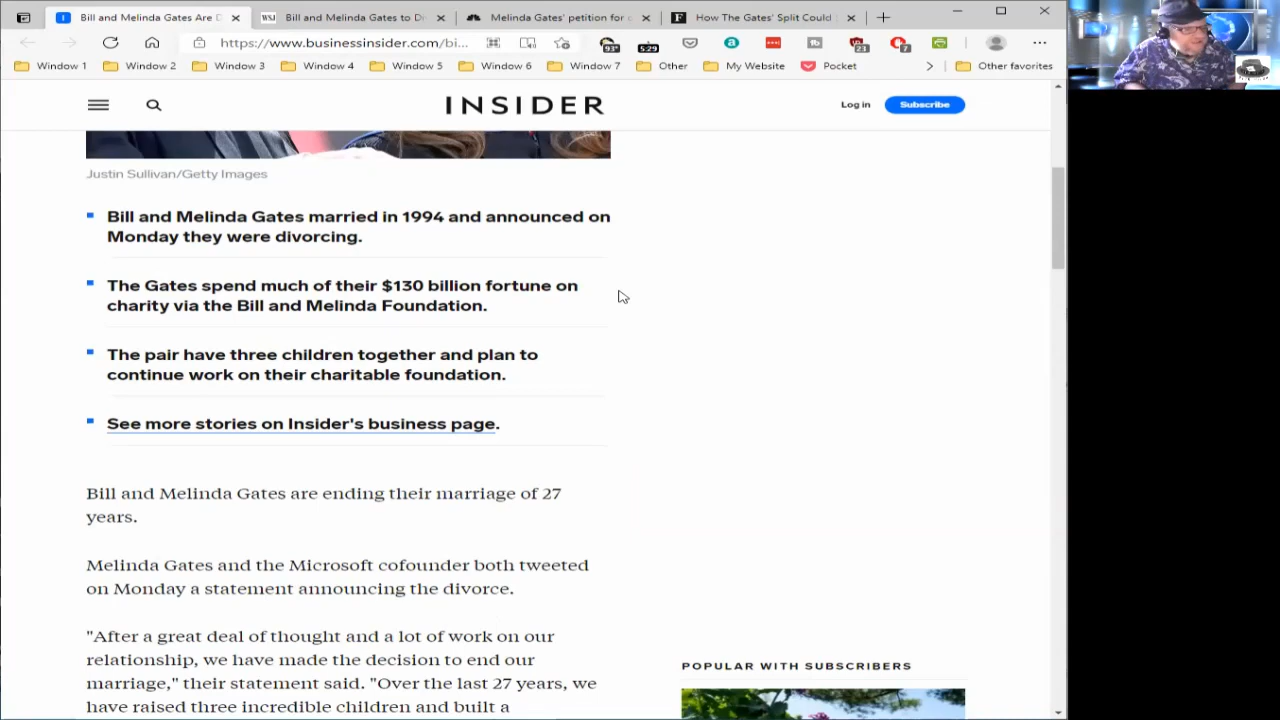 Bill and Melinda Gates Are D
Bill and Melinda Gates to Di
Melinda Gates' petition for
How The Gates' Split Could
https://www.businessinsider.com/bi...
93°
5:29
23
7
Window 1
Window 2
Window 3
Window 4
Window 5
Window 6
Window 7
Other
My Website
Pocket
Other favorites
INSIDER
Log in
Subscribe
Justin Sullivan/Getty Images
Bill and Melinda Gates married in 1994 and announced on
Monday they were divorcing.
The Gates spend much of their $130 billion fortune on
charity via the Bill and Melinda Foundation.
The pair have three children together and plan to
continue work on their charitable foundation.
See more stories on Insider's business page.
Bill and Melinda Gates are ending their marriage of 27
years.
Melinda Gates and the Microsoft cofounder both tweeted
on Monday a statement announcing the divorce.
"After a great deal of thought and a lot of work on our
relationship, we have made the decision to end our
marriage," their statement said. "Over the last 27 years, we
have raised three incredible children and built a
POPULAR WITH SUBSCRIBERS